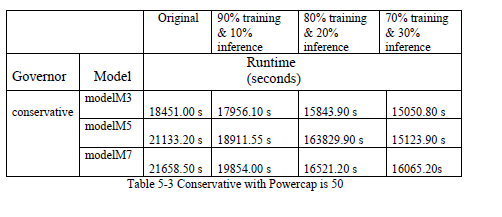 Original 90% training 80% training 70% training
& 10% & 20% & 30%
inference inference inference
Governor Model Runtime
(seconds)
conservative modelM3
18451.00 s 17956.10 s 15843.90 s 15050.80 s
modelM5
21133.20 s 18911.55 s 163829.90 s 15123.90 s
modelM7
21658.50 s 19854.00 s 16521.20 s 16065.20s
Table 5-3 Conservative with Powercap is 50